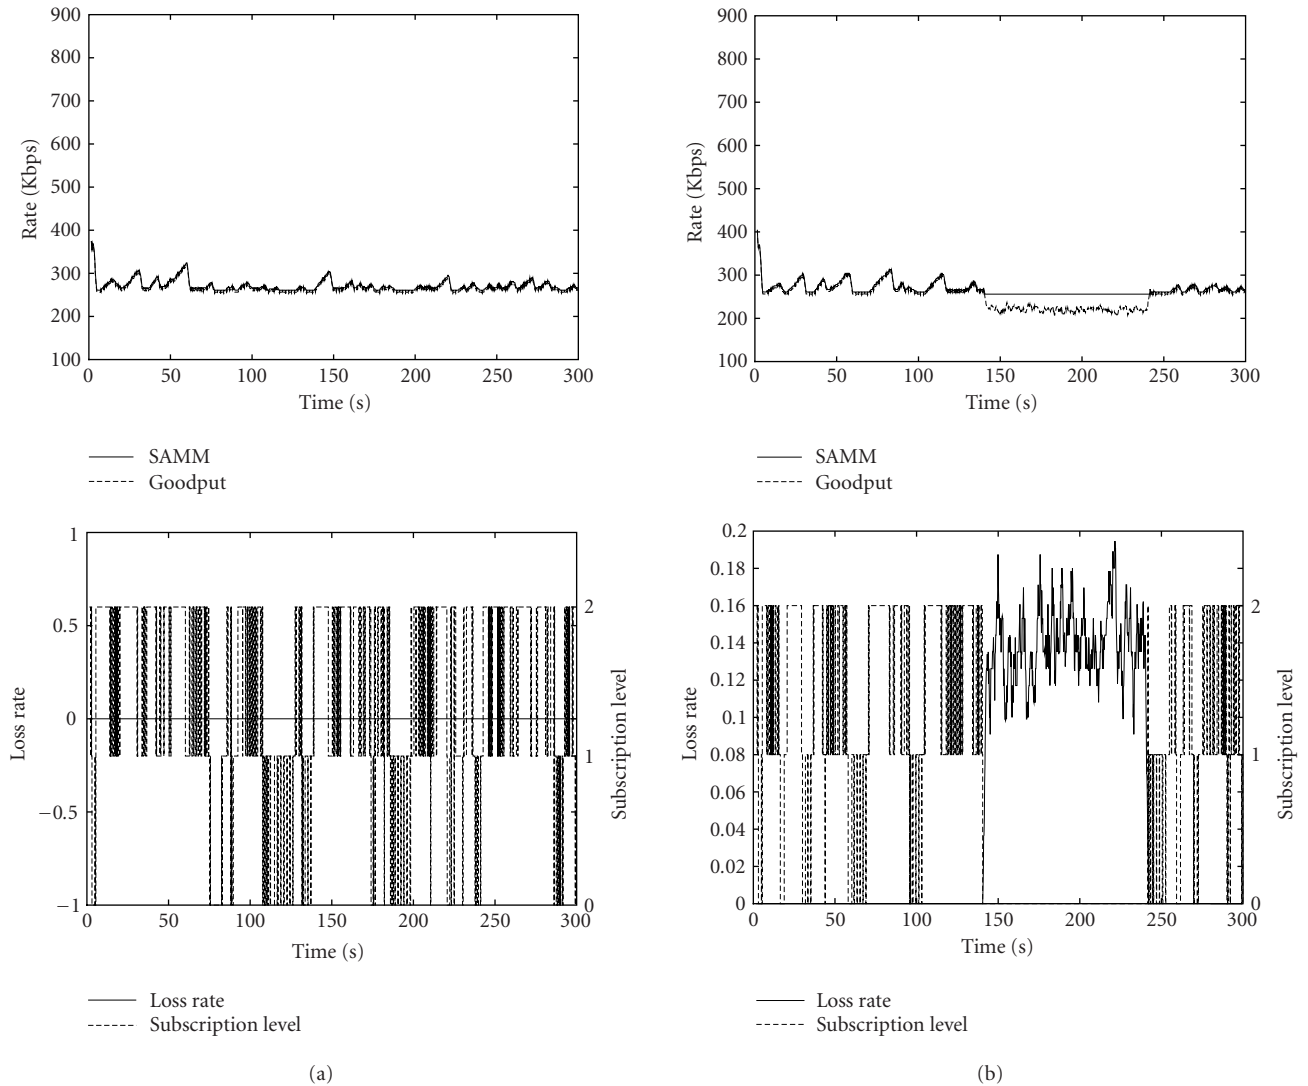 900
800
700
600
500
400
300
200
100
Rate (Kbps)
0 50 100 150 200 250 300
Time (s)
SAMM
Goodput
900
800
700
600
500
400
300
200
100
Rate (Kbps)
0 50 100 150 200 250 300
Time (s)
SAMM
Goodput
1
0.5
0
−0.5
−1
Loss rate
2
1
0
Subscription level
0 50 100 150 200 250 300
Time (s)
Loss rate
Subscription level
(a)
0.2
0.18
0.16
0.14
0.12
0.1
0.08
0.06
0.04
0.02
0
Loss rate
2
1
0
Subscription level
0 50 100 150 200 250 300
Time (s)
Loss rate
Subscription level
(b)